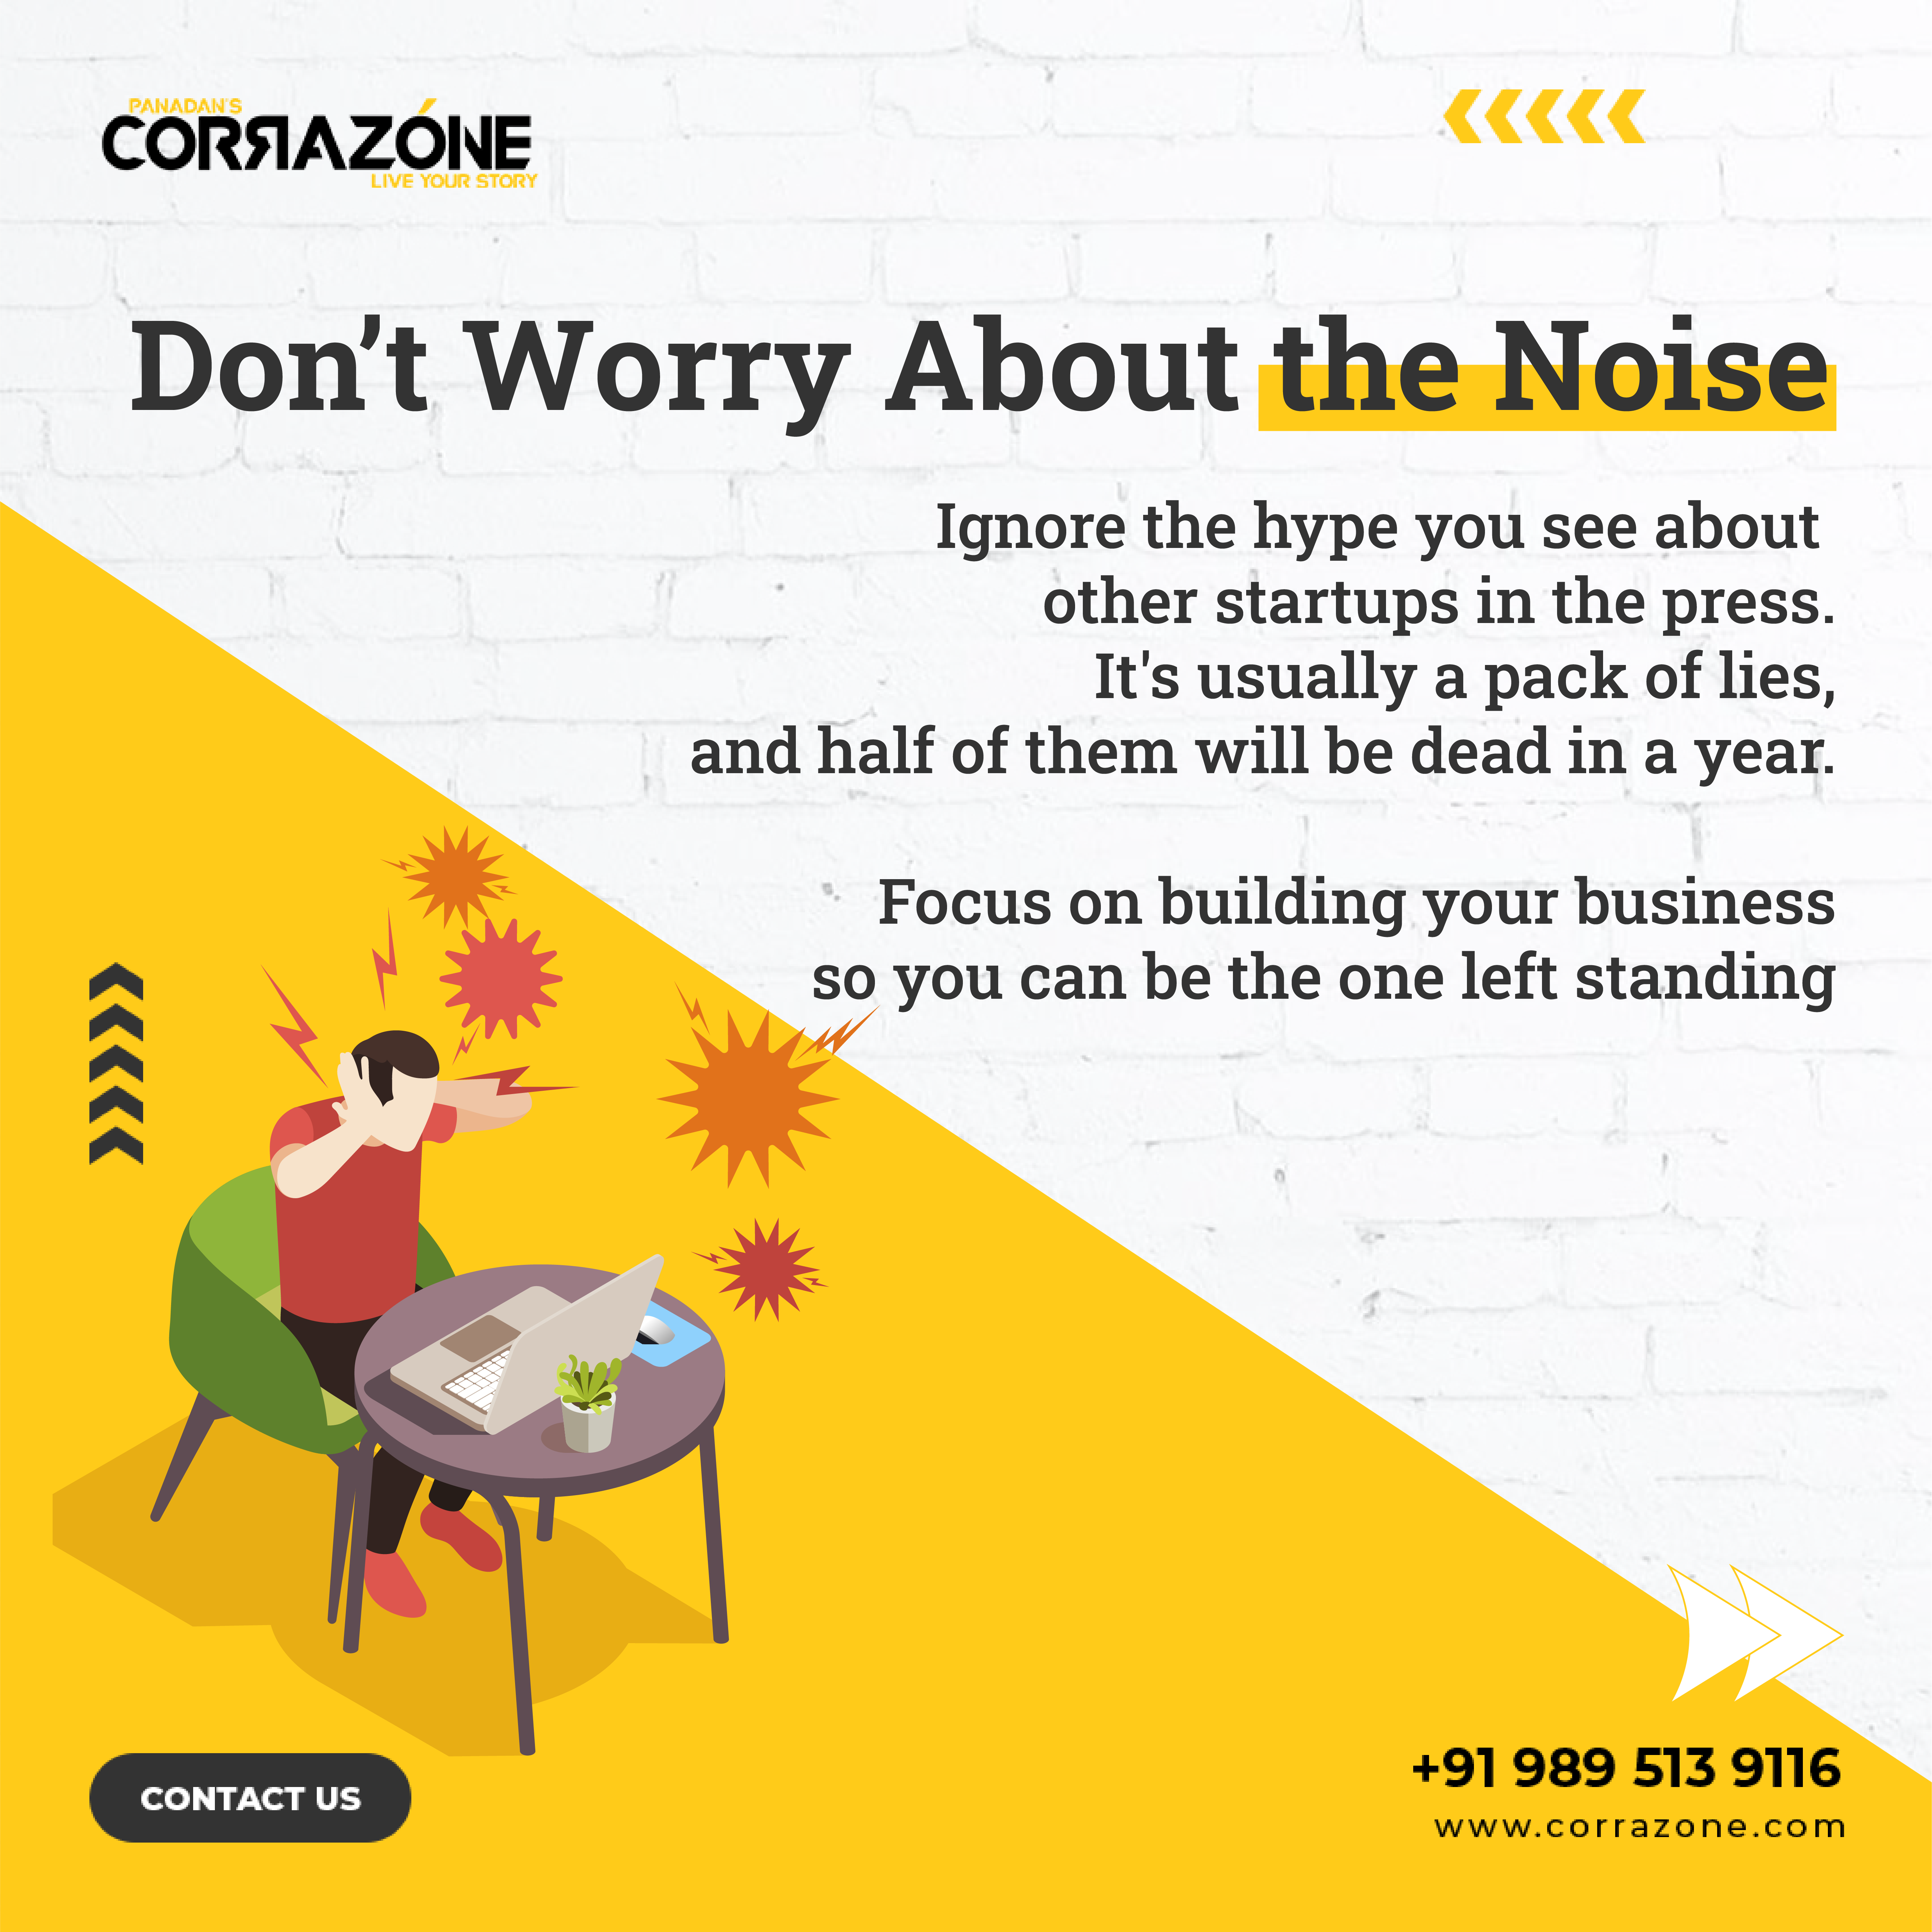 PANADAN'S
CORЯAZÓNE
LIVE YOUR STORY
Don’t Worry About the Noise
Ignore the hype you see about
other startups in the press.
It's usually a pack of lies,
and half of them will be dead in a year.
Focus on building your business
so you can be the one left standing
CONTACT US
+91 989 513 9116
www.corrazone.com